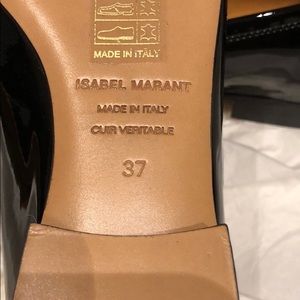 MADE IN ITALY
ISABEL MARANT
MADE IN ITALY
CUIR VERITABLE
37